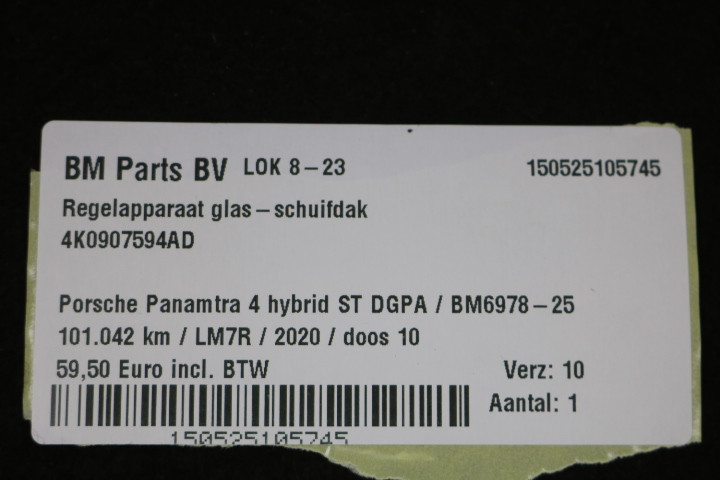 BM Parts BV LOK 8-23 150525105745
Regelapparaat glas-schuifdak
4K0907594AD
Porsche Panamtra 4 hybrid ST DGPA / BM6978-25
101.042 km / LM7R / 2020 / doos 10
59,50 Euro incl. BTW Verz: 10
Aantal: 1
150525105745